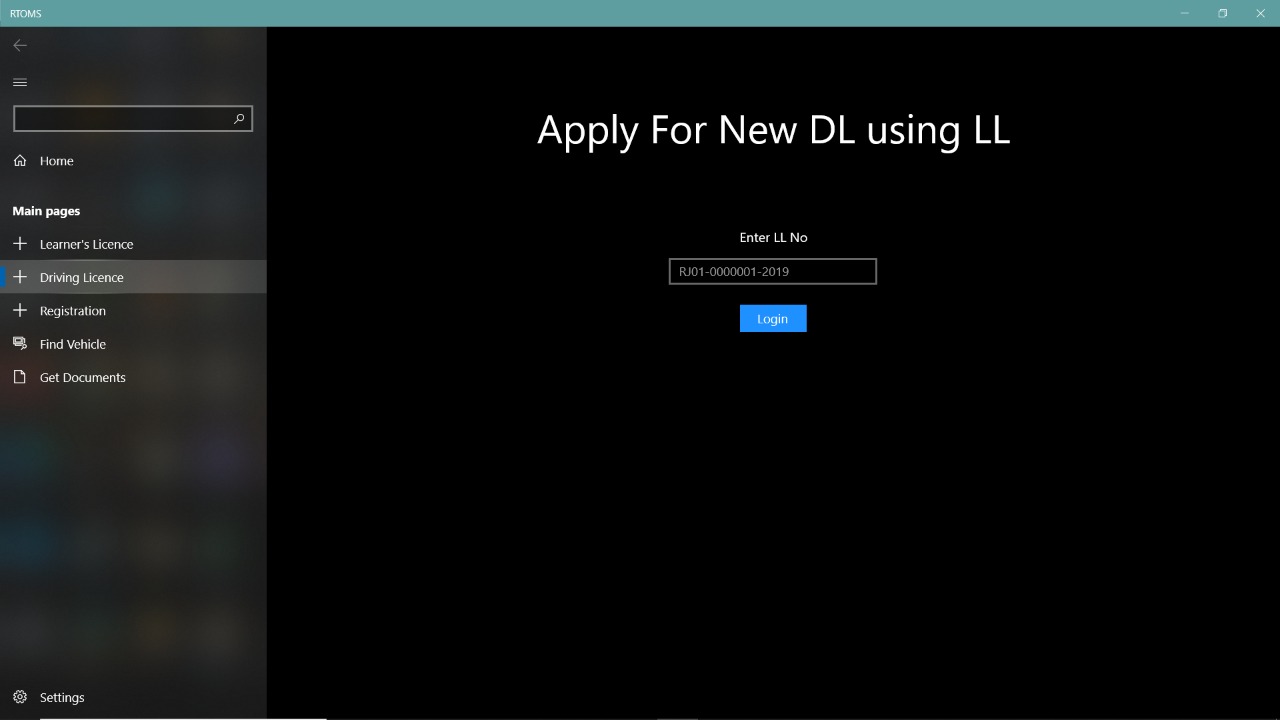 RTOMS
Home
Main pages
Learner's Licence
Driving Licence
Registration
Find Vehicle
Get Documents
Settings
Apply For New DL using LL
Enter LL No
RJ01-0000001-2019
Login